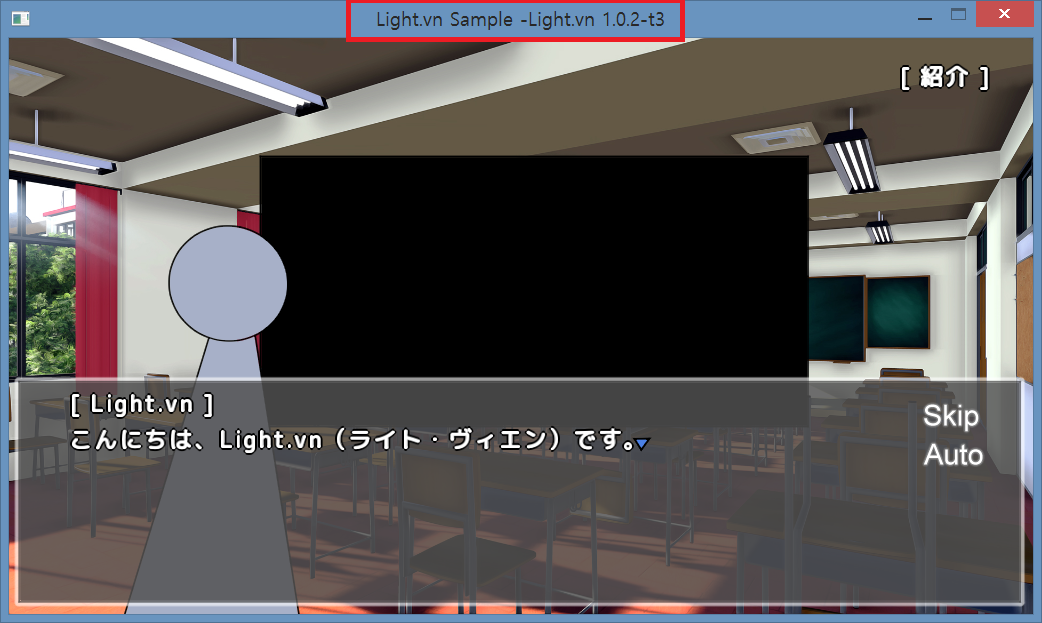 Light.vn Sample -Light.vn 1.0.2-t3
[ 紹介 ]
[ Light.vn ]
こんにちは、Light.vn（ライト・ヴィエン）です。
Skip
Auto